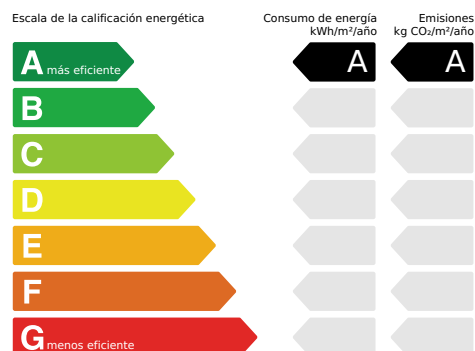 Escala de la calificación energética
Consumo de energía
kWh/m²/año
Emisiones
kg CO₂/m²/año
A más eficiente
A
A
B
C
D
E
F
G menos eficiente